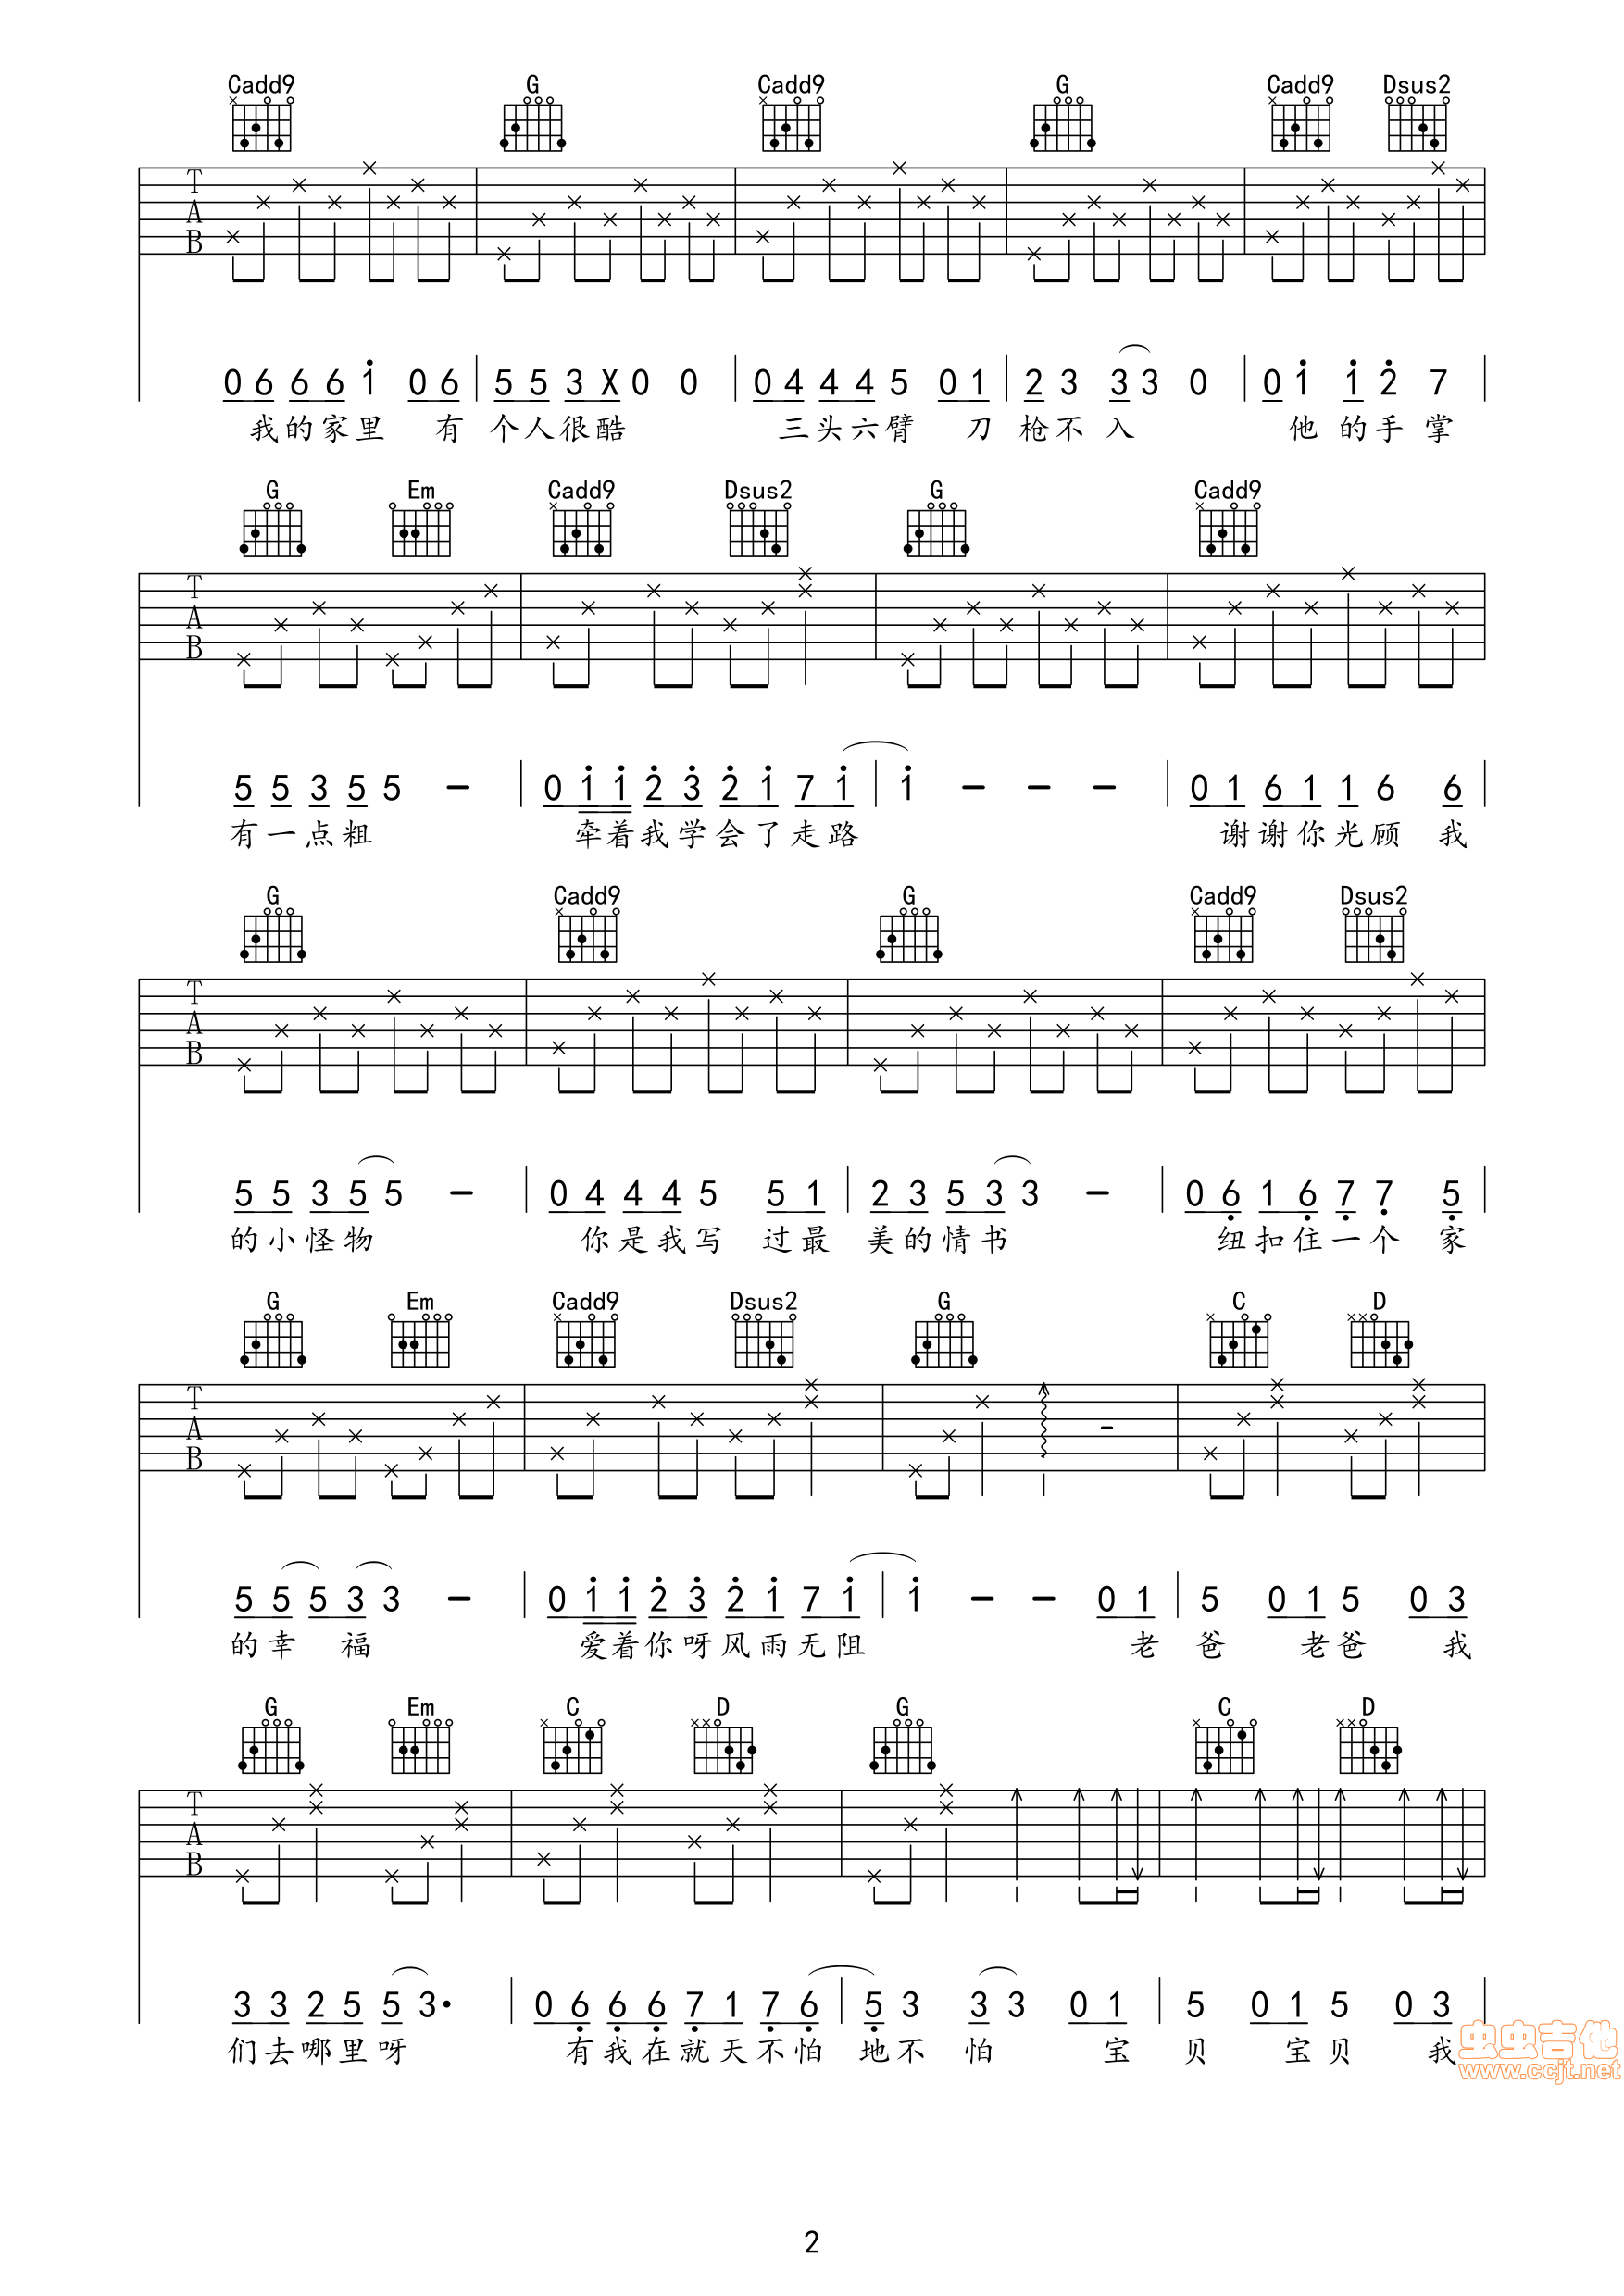 Cadd9 G Cadd9 G Cadd9 Dsus2
T
A
B
0 6 6 6 i 0 6 | 5 5 3 X 0 0 | 0 4 4 4 5 0 1 | 2 3 3 3 0 | 0 i i 2̇ 7 |
我的家里 有 个人很酷 三头六臂 刀 枪不 入 他 的手 掌
G Em Cadd9 Dsus2 G Cadd9
T
A
B
5 5 3 5 5 – | 0 i i 2̇ 3̇ 2̇ i 7 i | i – – – | 0 1 6 1 1 6 6 |
有一点粗 牵着我学会了走路 谢谢你光顾 我
G Cadd9 G Cadd9 Dsus2
T
A
B
5 5 3 5 5 – | 0 4 4 4 5 5 1 | 2 3 5 3 3 – | 0 6̣ 1 6̣ 7̣ 7̣ 5̣ |
的小怪物 你是我写 过最 美的情书 纽扣住一个 家
G Em Cadd9 Dsus2 G C D
T
A
B
5 5 5 3 3 – | 0 i i 2̇ 3̇ 2̇ i 7 i | i – – 0 1 | 5 0 1 5 0 3
的幸 福 爱着你呀风雨无阻 老 爸 老爸 我
G Em C D G C D
T
A
B
3 3 2 5 5 3· | 0 6̣ 6̣ 6̣ 7̣ 1 7̣ 6̣ | 5̣ 3 3 3 0 1 | 5 0 1 5 0 3 |
们去哪里呀 有我在就天不怕 地不 怕 宝 贝 宝贝 我
虫虫吉他
www.ccjt.net
2